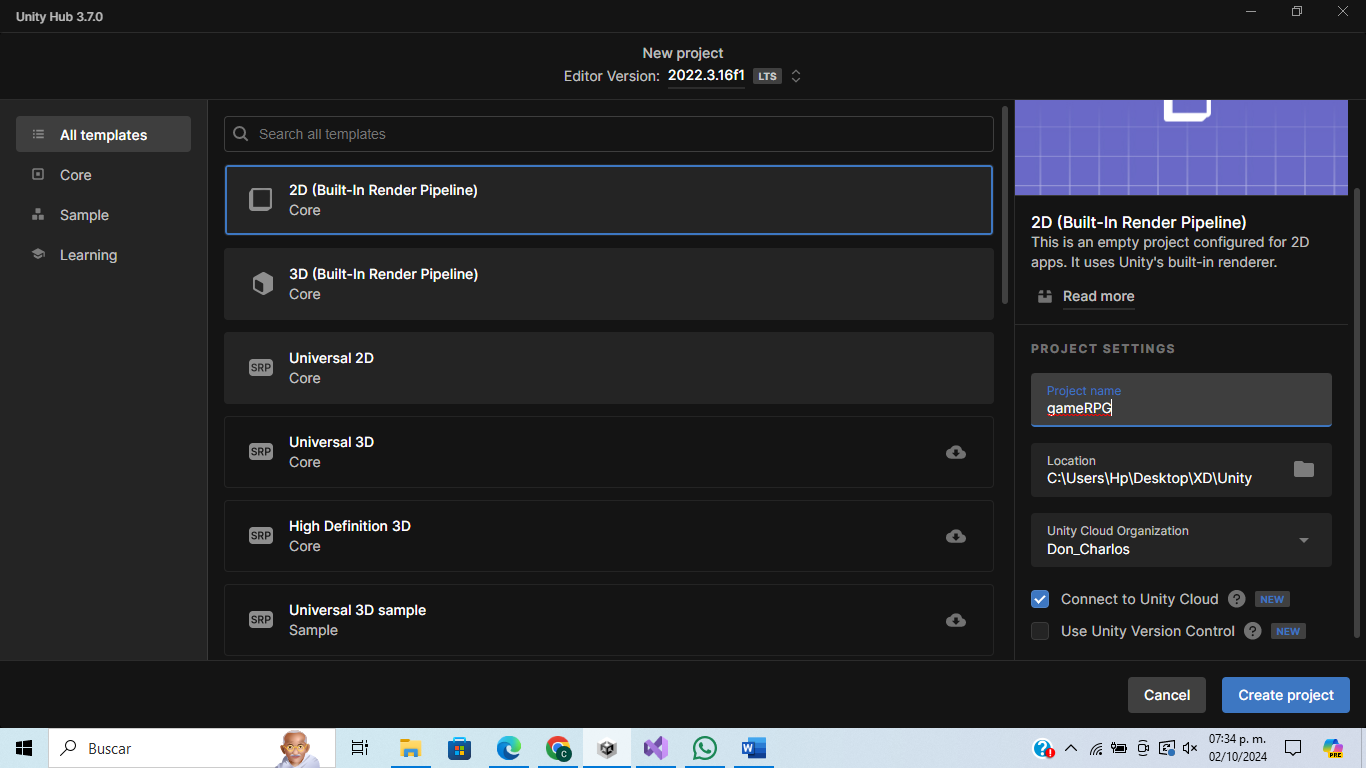 Unity Hub 3.7.0
New project
Editor Version: 2022.3.16f1 LTS
All templates
Core
Sample
Learning
Search all templates
2D (Built-In Render Pipeline)
Core
3D (Built-In Render Pipeline)
Core
SRP
Universal 2D
Core
SRP
Universal 3D
Core
SRP
High Definition 3D
Core
SRP
Universal 3D sample
Sample
2D (Built-In Render Pipeline)
This is an empty project configured for 2D
apps. It uses Unity's built-in renderer.
Read more
PROJECT SETTINGS
Project name
gameRPG
Location
C:\Users\Hp\Desktop\XD\Unity
Unity Cloud Organization
Don_Charlos
Connect to Unity Cloud ? NEW
Use Unity Version Control ? NEW
Cancel
Create project
Buscar
C
W
?
!
07:34 p. m.
02/10/2024
PRE